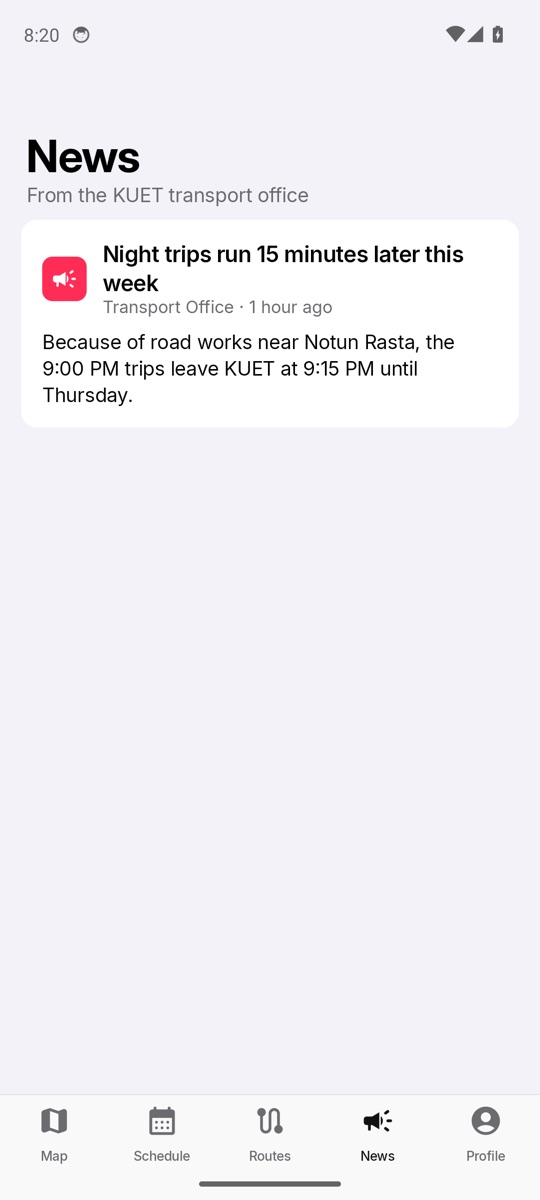 8:20
News
From the KUET transport office
Night trips run 15 minutes later this
week
Transport Office · 1 hour ago
Because of road works near Notun Rasta, the
9:00 PM trips leave KUET at 9:15 PM until
Thursday.
Map
Schedule
Routes
News
Profile